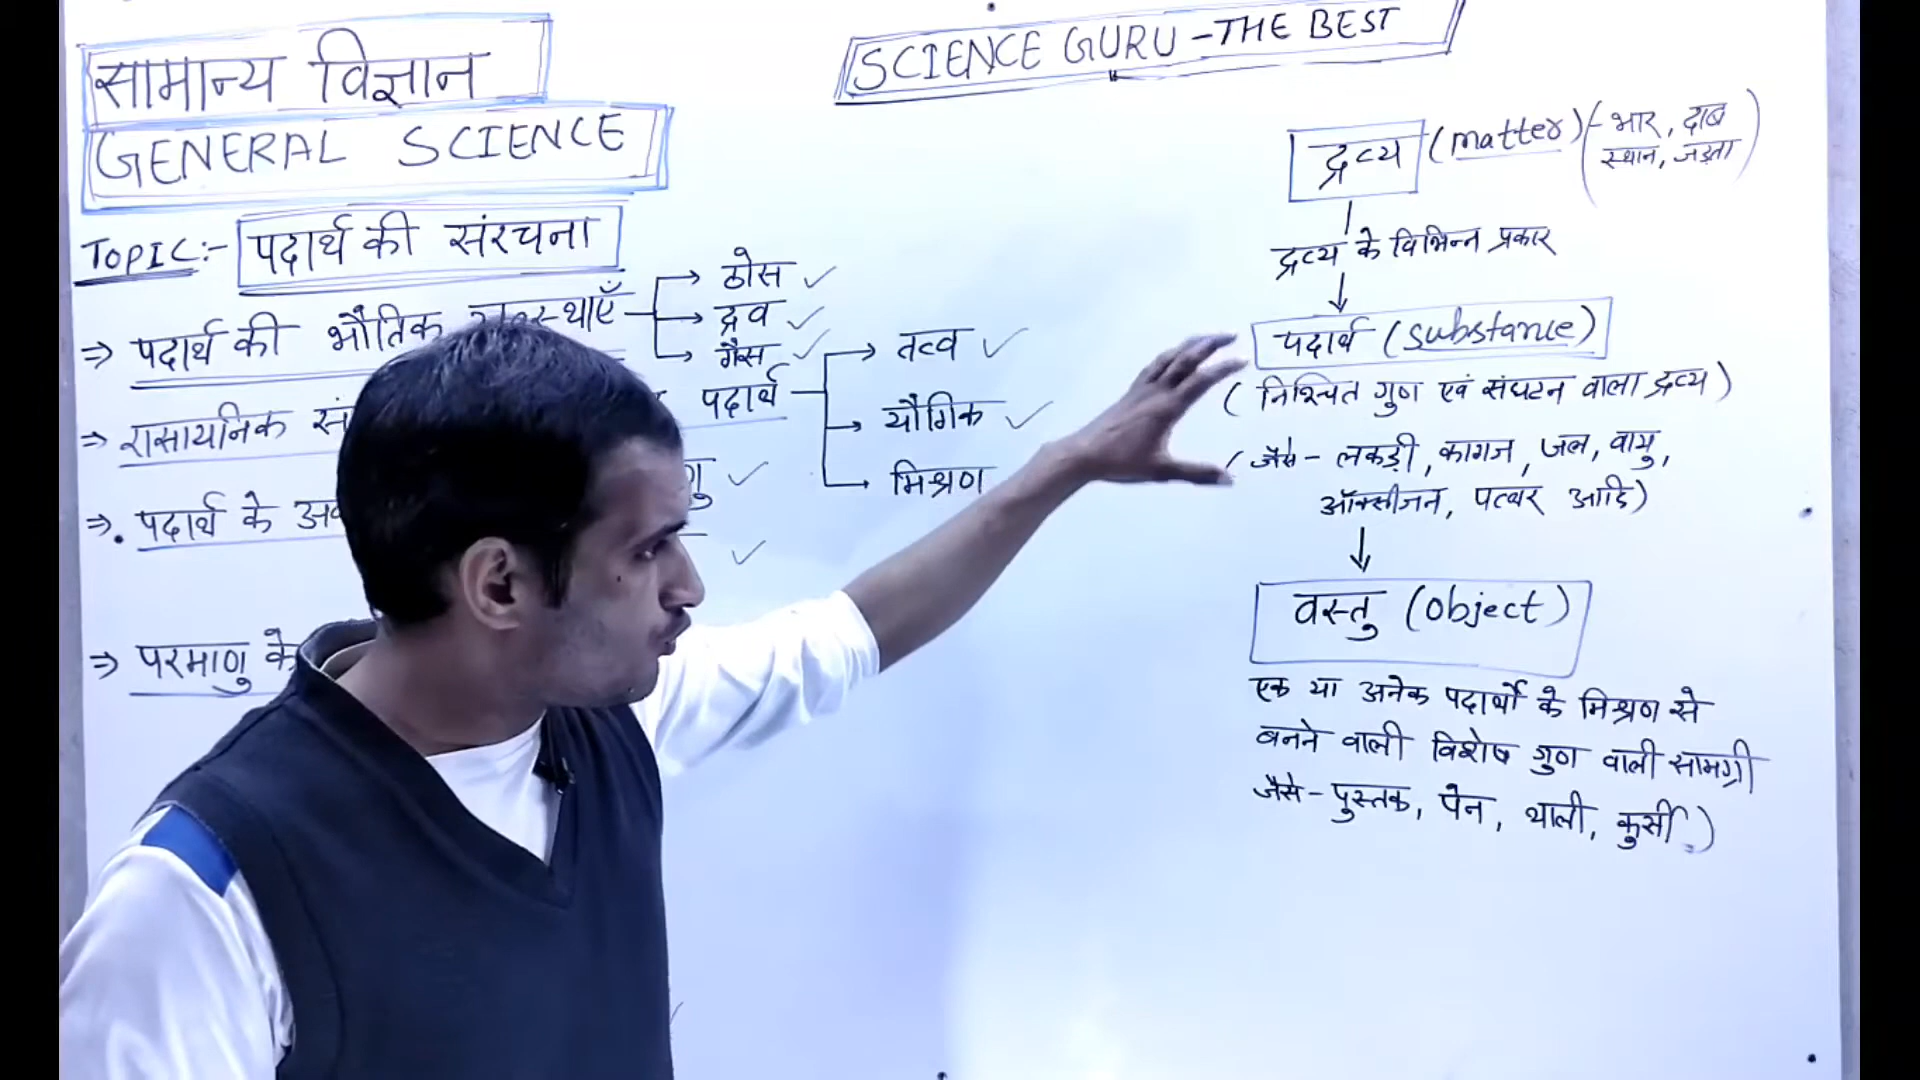 सामान्य विज्ञान
GENERAL SCIENCE
SCIENCE GURU - THE BEST
TOPIC:- पदार्थ की संरचना
⇒ पदार्थ की भौतिक
→ ठोस ✓
→ द्रव ✓
→ गैस ✓
⇒ रासायनिक
पदार्थ
→ तत्व ✓
→ यौगिक ✓
→ मिश्रण
⇒ पदार्थ के
⇒ परमाणु के
द्रव्य (matter) (- भार, दाब
स्थान, जड़ता)
द्रव्य के विभिन्न प्रकार
पदार्थ (substance)
(निश्चित गुण एवं संघटन वाला द्रव्य)
(जैसे- लकड़ी, कागज, जल, वायु,
ऑक्सीजन, पत्थर आदि)
वस्तु (object)
एक या अनेक पदार्थों के मिश्रण से
बनने वाली विशेष गुण वाली सामग्री
जैसे- पुस्तक, पेन, थाली, कुर्सी)